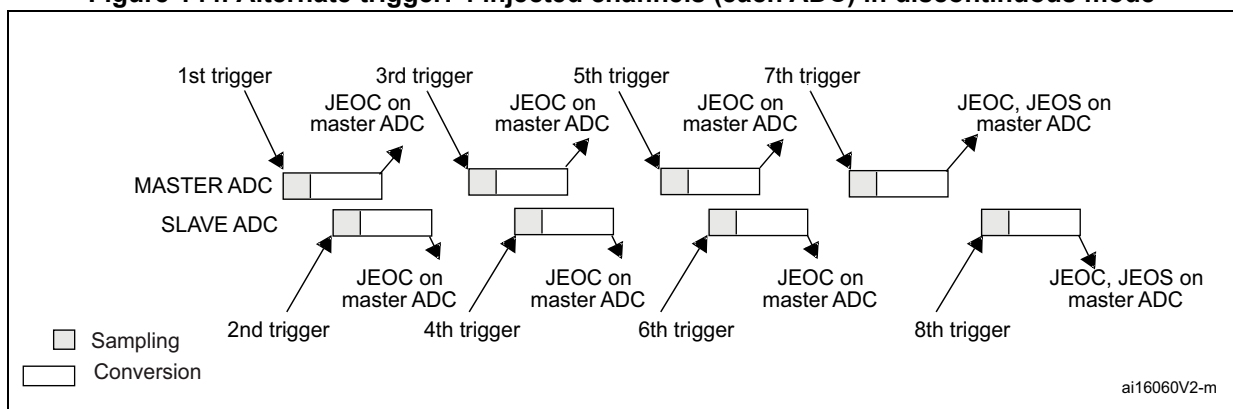 Figure 144. Alternate trigger: 4 injected channels (each ADC) in discontinuous mode
1st trigger
3rd trigger
5th trigger
7th trigger
JEOC on
master ADC
JEOC on
master ADC
JEOC on
master ADC
JEOC, JEOS on
master ADC
MASTER ADC
SLAVE ADC
JEOC on
master ADC
JEOC on
master ADC
JEOC on
master ADC
JEOC, JEOS on
master ADC
2nd trigger
4th trigger
6th trigger
8th trigger
Sampling
Conversion
ai16060V2-m